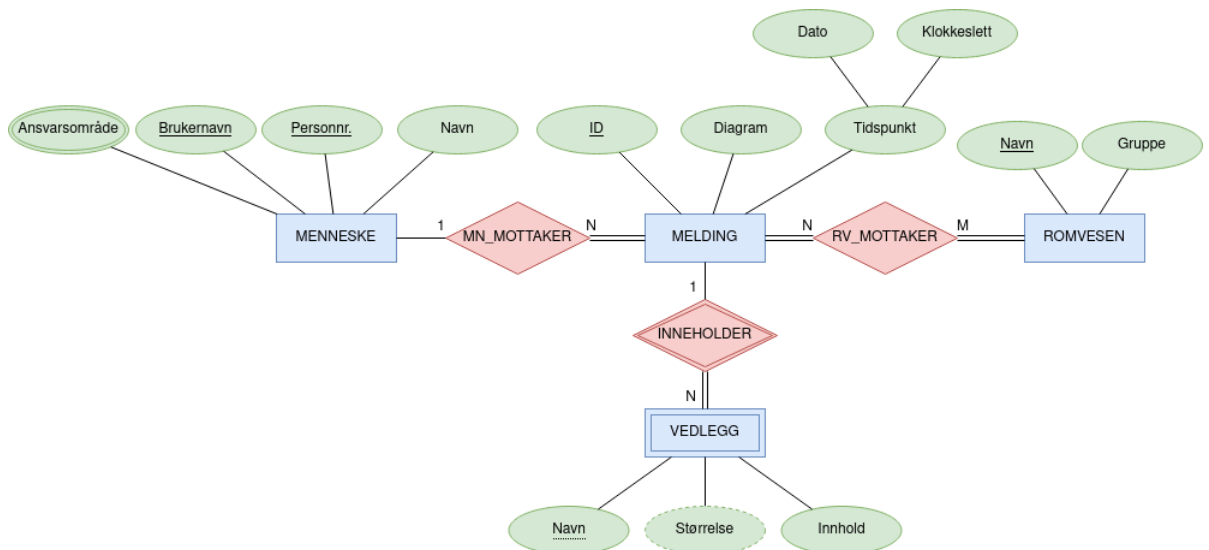 Dato
Klokkeslett
Ansvarsområde
Brukernavn
Personnr.
Navn
ID
Diagram
Tidspunkt
Navn
Gruppe
MENNESKE
1
MN_MOTTAKER
N
MELDING
N
RV_MOTTAKER
M
ROMVESEN
1
INNEHOLDER
N
VEDLEGG
Navn
Størrelse
Innhold